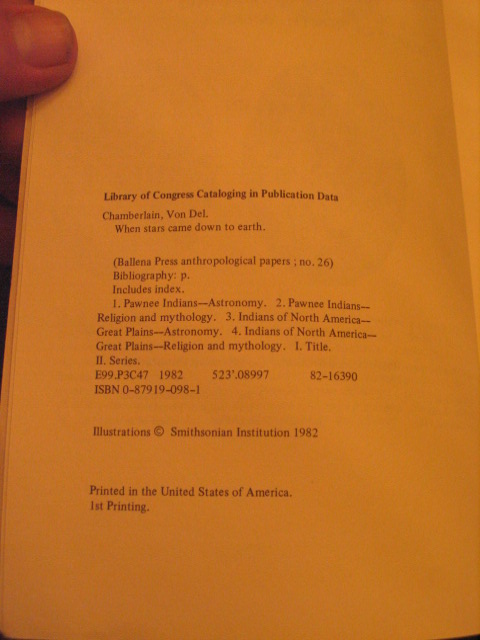 Library of Congress Cataloging in Publication Data
Chamberlain, Von Del.
When stars came down to earth.
(Ballena Press anthropological papers ; no. 26)
Bibliography: p.
Includes index.
1. Pawnee Indians—Astronomy. 2. Pawnee Indians—
Religion and mythology. 3. Indians of North America—
Great Plains—Astronomy. 4. Indians of North America—
Great Plains—Religion and mythology. I. Title.
II. Series.
E99.P3C47 1982 523'.08997 82-16390
ISBN 0-87919-098-1
Illustrations © Smithsonian Institution 1982
Printed in the United States of America.
1st Printing.